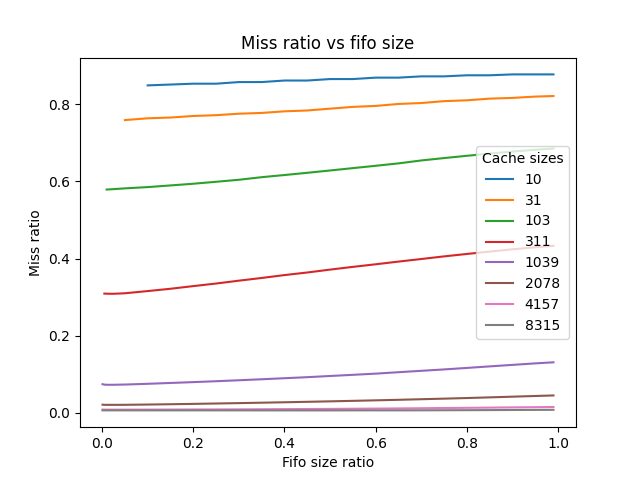 Miss ratio vs fifo size
Miss ratio
0.8
0.6
0.4
0.2
0.0
Cache sizes
10
31
103
311
1039
2078
4157
8315
0.0 0.2 0.4 0.6 0.8 1.0
Fifo size ratio